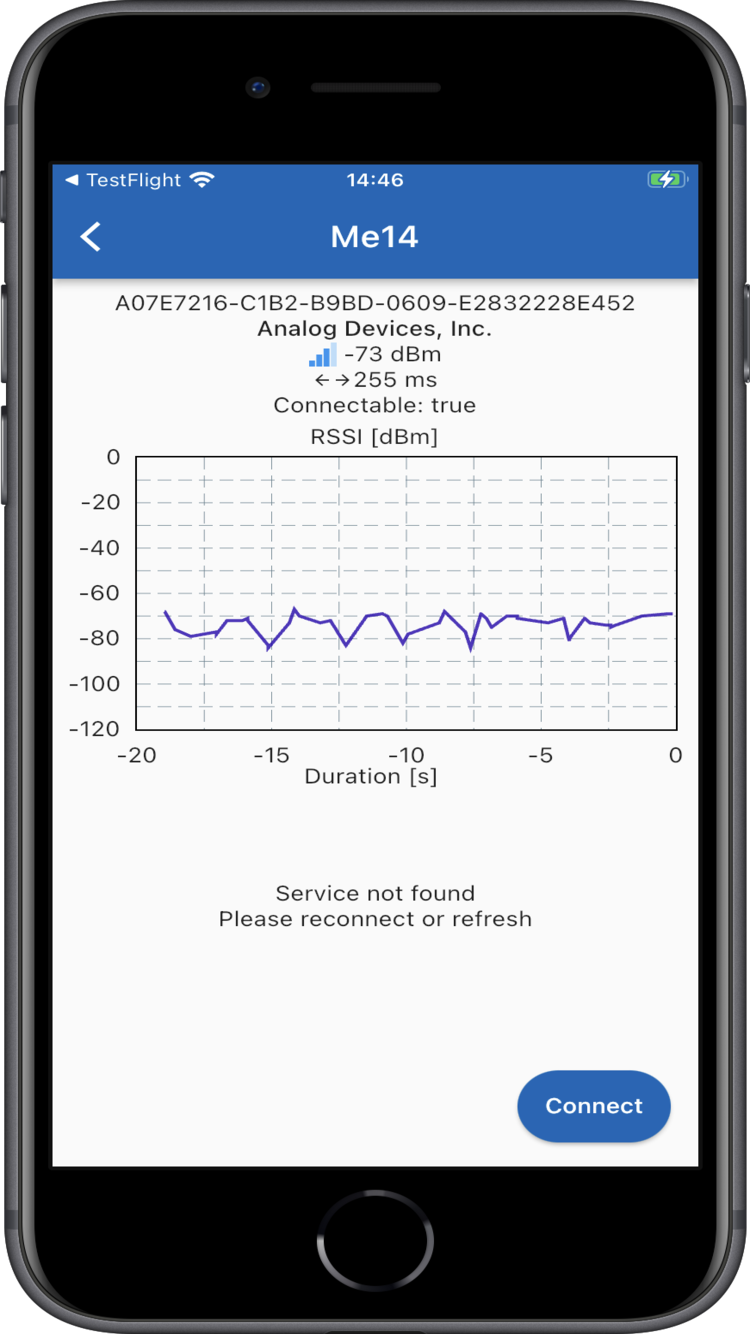 ◄ TestFlight 14:46
Me14
A07E7216-C1B2-B9BD-0609-E2832228E452
Analog Devices, Inc.
-73 dBm
←→255 ms
Connectable: true
RSSI [dBm]
0
-20
-40
-60
-80
-100
-120
-20 -15 -10 -5 0
Duration [s]
Service not found
Please reconnect or refresh
Connect